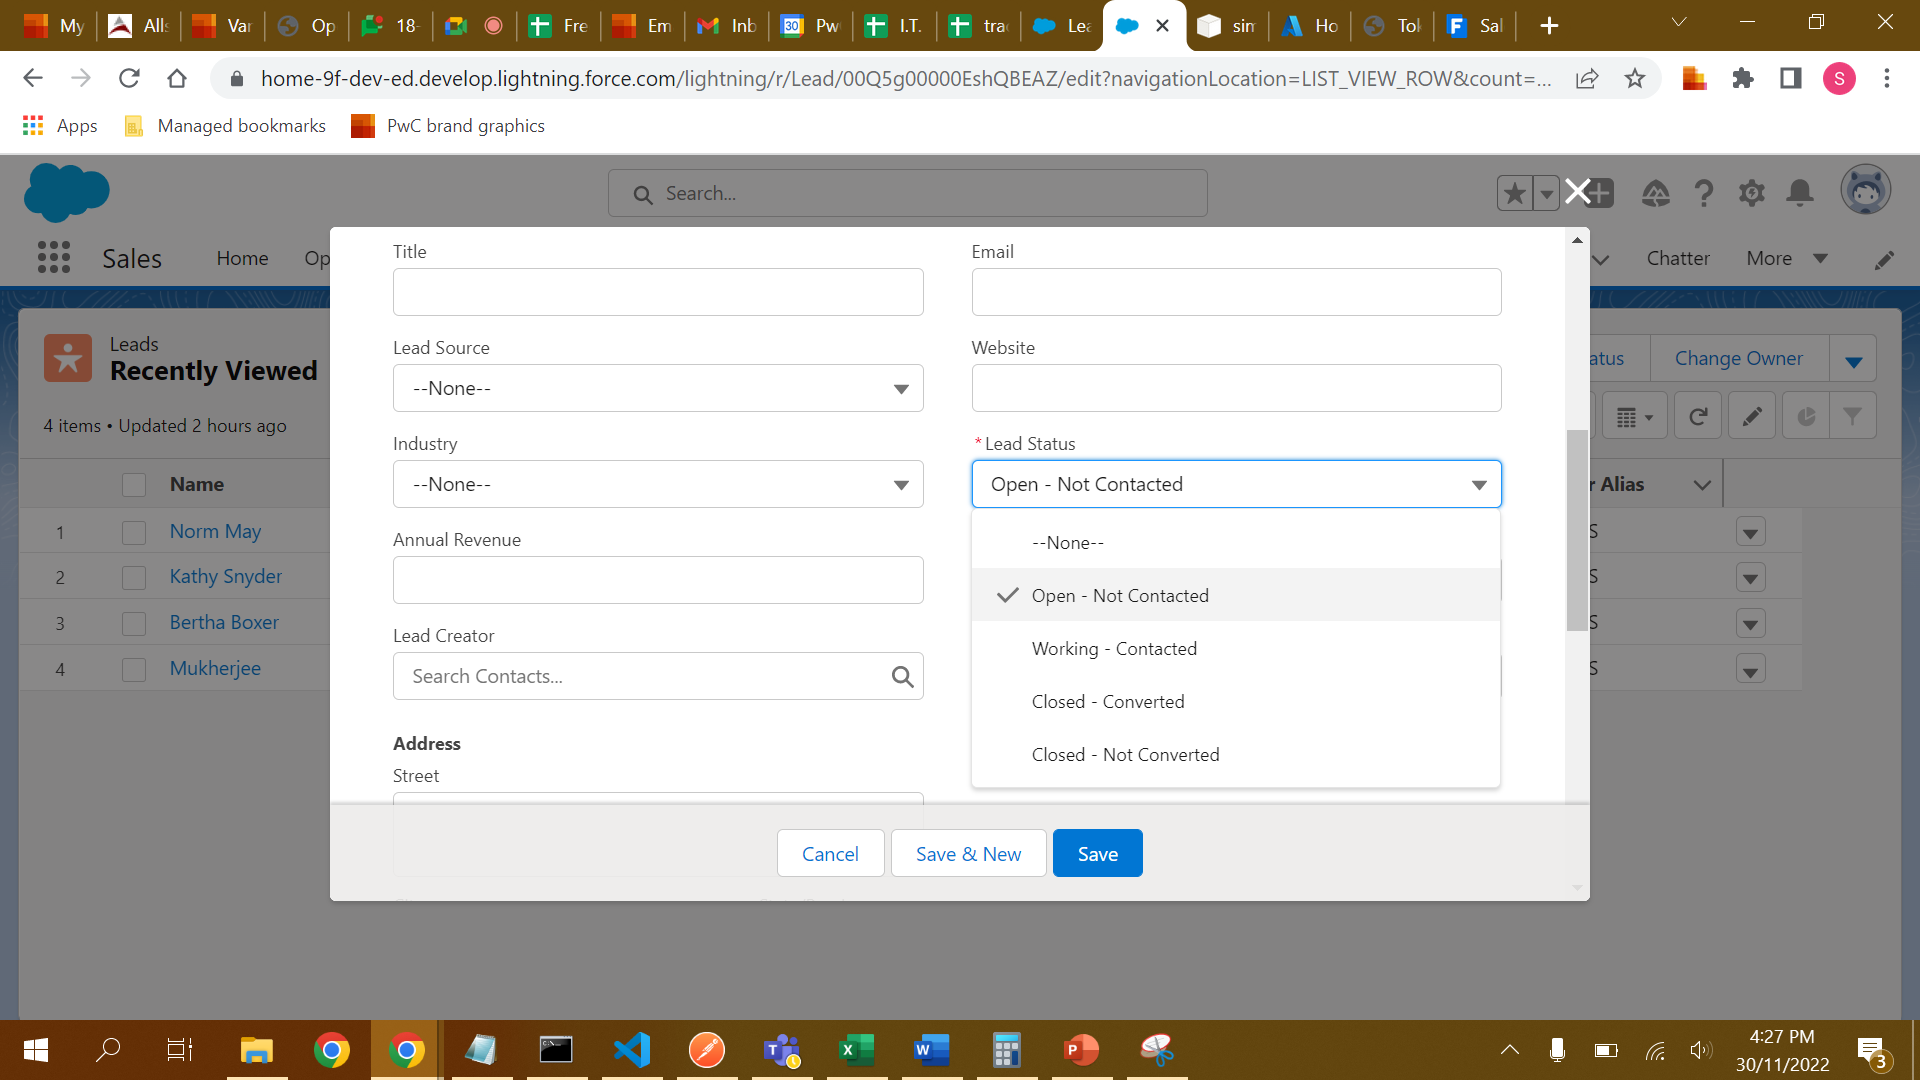 My
Alls
Var
Op
18-
Fre
Em
Inb
30
Pw
I.T.
tra
Lea
sim
Ho
Tok
Sal
home-9f-dev-ed.develop.lightning.force.com/lightning/r/Lead/00Q5g00000EshQBEAZ/edit?navigationLocation=LIST_VIEW_ROW&count=...
S
Apps
Managed bookmarks
PwC brand graphics
Search...
Sales
Home
Op
Chatter
More
Leads
Recently Viewed
4 items • Updated 2 hours ago
atus
Change Owner
Name
r Alias
1 Norm May S
2 Kathy Snyder S
3 Bertha Boxer S
4 Mukherjee S
Title
Email
Lead Source
--None--
Website
Industry
--None--
*Lead Status
Open - Not Contacted
--None--
Open - Not Contacted
Working - Contacted
Closed - Converted
Closed - Not Converted
Annual Revenue
Lead Creator
Search Contacts...
Address
Street
Cancel
Save & New
Save
4:27 PM
30/11/2022
3